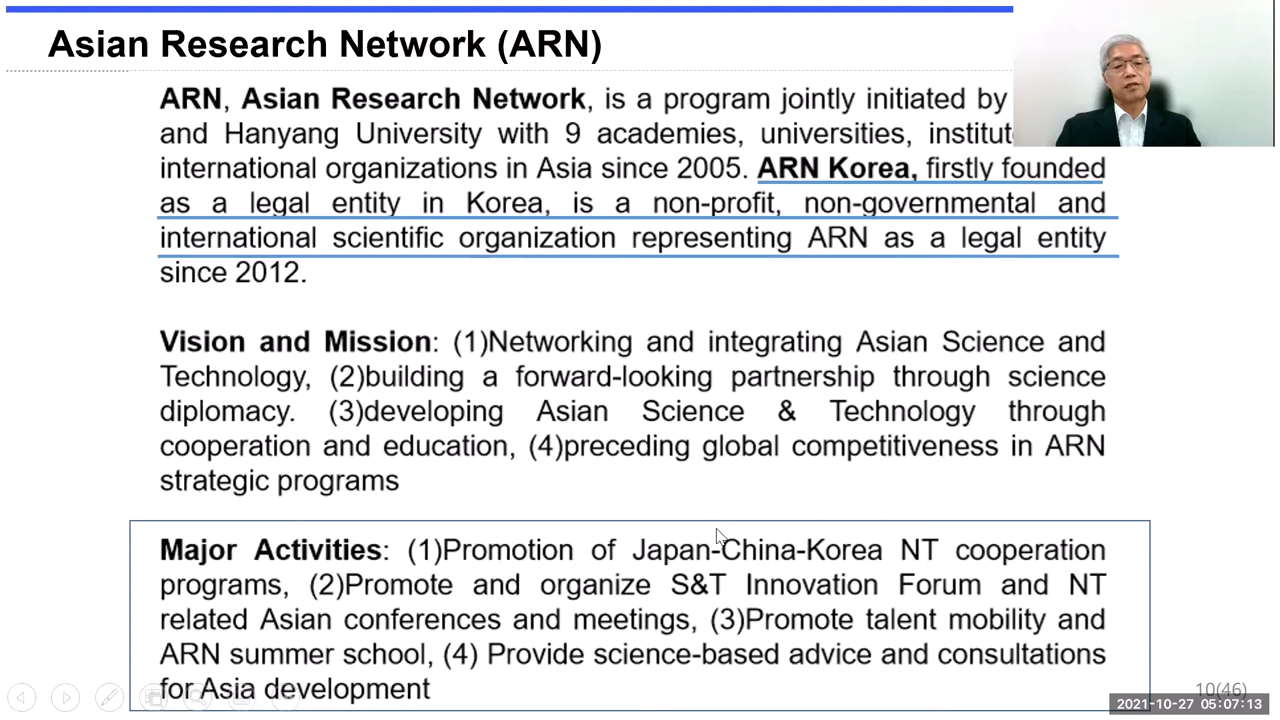 Asian Research Network (ARN)
ARN, Asian Research Network, is a program jointly initiated by
and Hanyang University with 9 academies, universities,
international organizations in Asia since 2005. ARN Korea, firstly founded
as a legal entity in Korea, is a non-profit, non-governmental and
international scientific organization representing ARN as a legal entity
since 2012.
Vision and Mission: (1)Networking and integrating Asian Science and
Technology, (2)building a forward-looking partnership through science
diplomacy. (3)developing Asian Science & Technology through
cooperation and education, (4)preceding global competitiveness in ARN
strategic programs
Major Activities: (1)Promotion of Japan-China-Korea NT cooperation
programs, (2)Promote and organize S&T Innovation Forum and NT
related Asian conferences and meetings, (3)Promote talent mobility and
ARN summer school, (4) Provide science-based advice and consultations
for Asia development
10(46)
2021-10-27 05:07:13